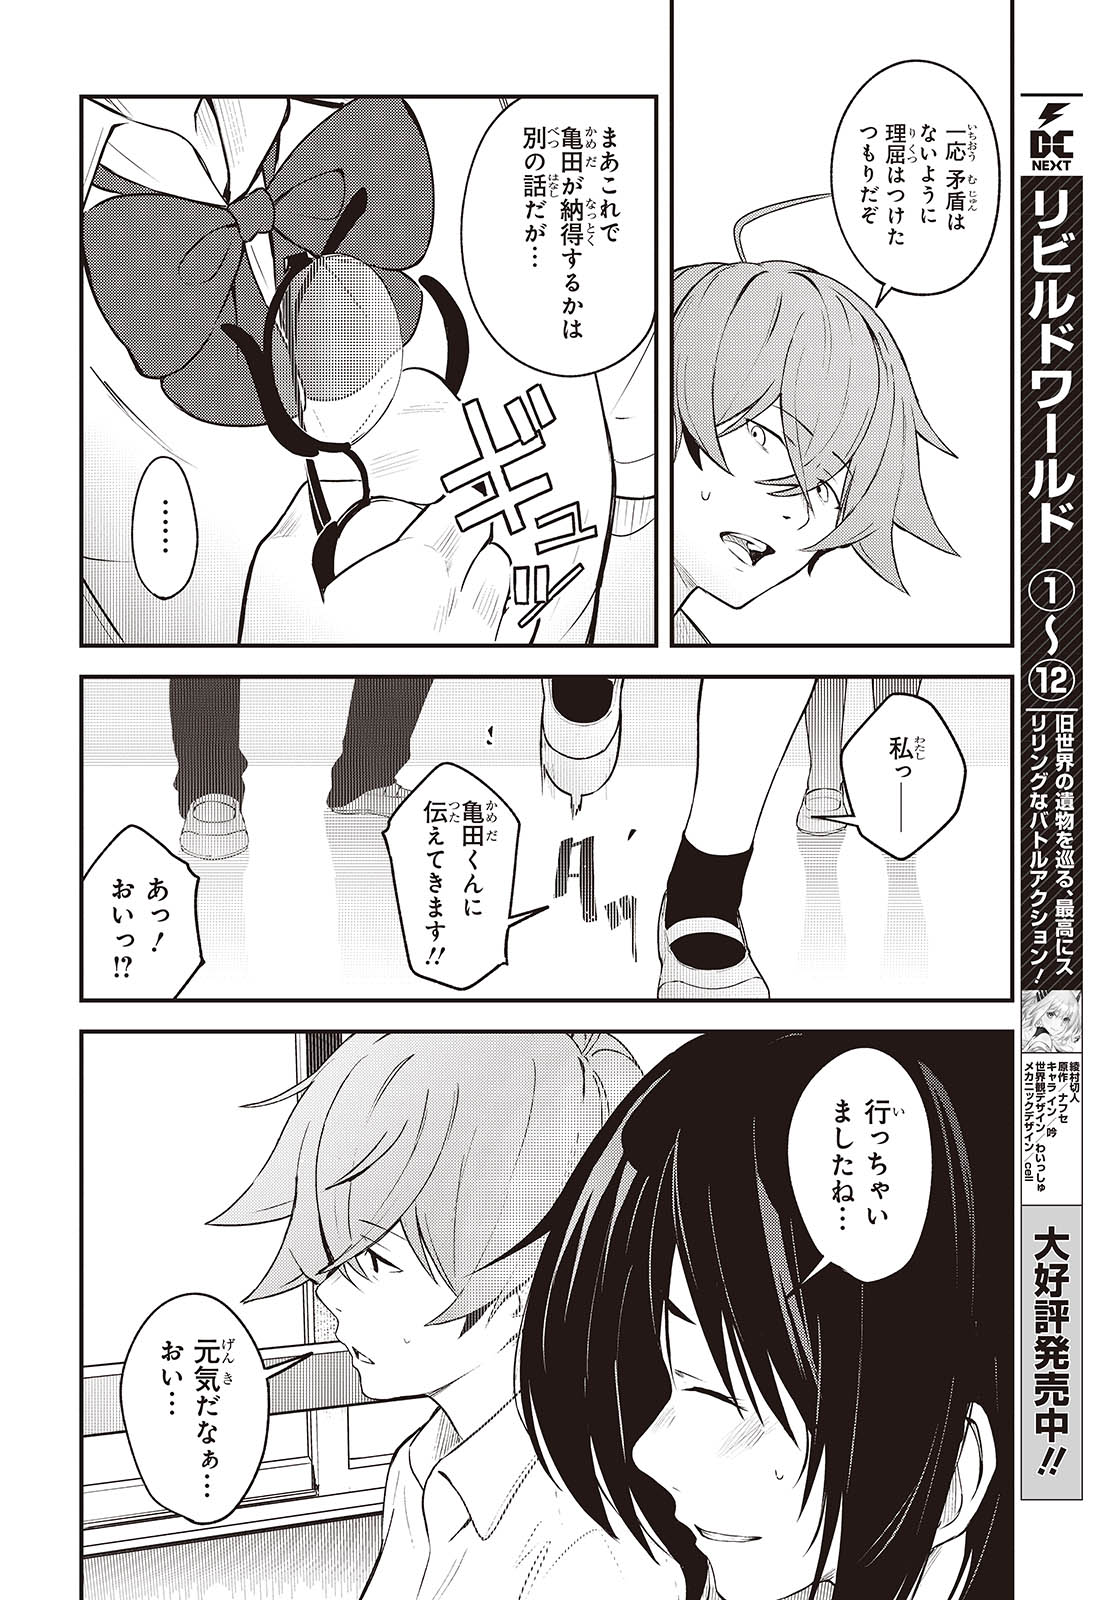 一応 矛盾は
ないように
理屈はつけた
つもりだぞ
まあこれで
亀田が納得するかは
別の話だが…
ギュッ
……
私っ――
ダッ
亀田くんに
伝えてきます!!
あっ!
おいっ!?
行っちゃい
ましたね…
元気だなぁ…
おい…
DC
NEXT
リビルドワールド ①〜⑫
旧世界の遺物を巡る、最高にス
リリングなバトルアクション!
綾村切人
原作/ナフセ
キャライン/吟
世界観デザイン/わいっしゅ
メカニックデザイン/cell
大好評発売中!!